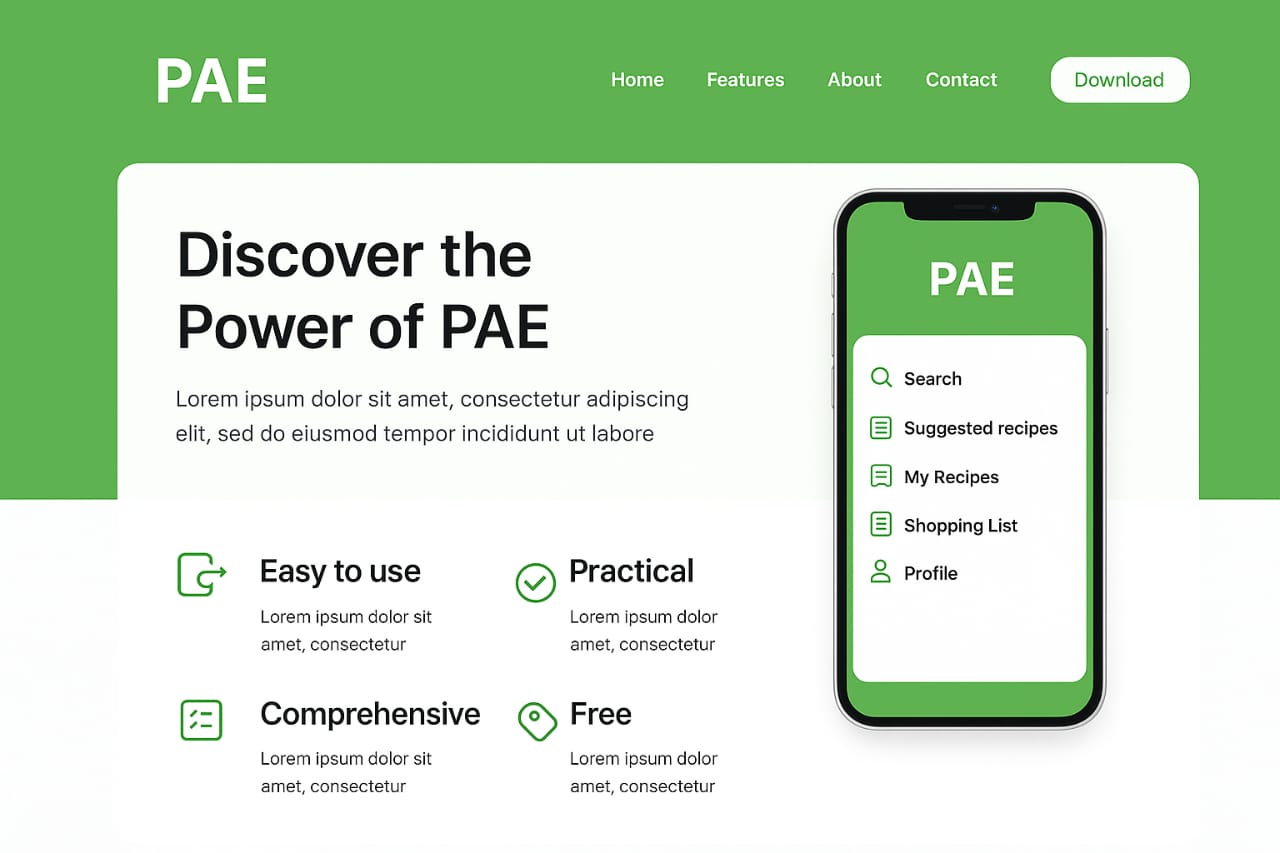 PAE
Home
Features
About
Contact
Download
Discover the
Power of PAE
Lorem ipsum dolor sit amet, consectetur adipiscing
elit, sed do eiusmod tempor incididunt ut labore
Easy to use
Lorem ipsum dolor sit
amet, consectetur
Practical
Lorem ipsum dolor
amet, consectetur
Comprehensive
Lorem ipsum dolor sit
amet, consectetur
Free
Lorem ipsum dolor
amet, consectetur
PAE
Search
Suggested recipes
My Recipes
Shopping List
Profile